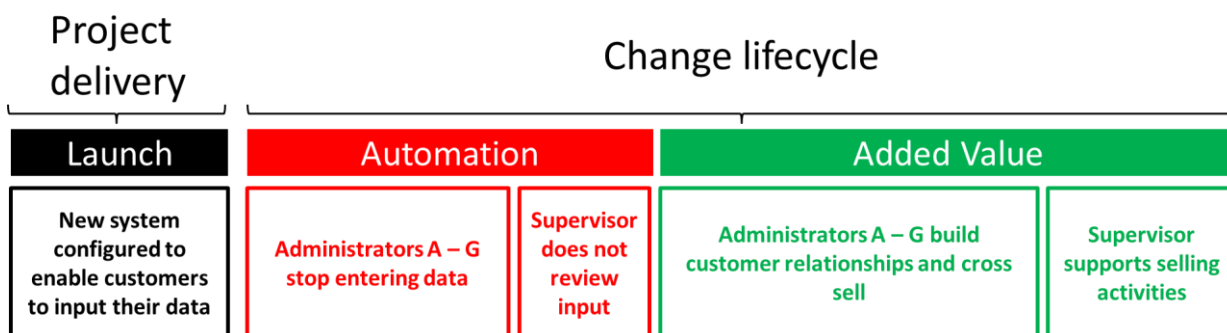 Project
delivery
Change lifecycle
Launch
Automation
Added Value
New system
configured to
enable customers
to input their data
Administrators A – G
stop entering data
Supervisor
does not
review
input
Administrators A – G build
customer relationships and cross
sell
Supervisor
supports selling
activities